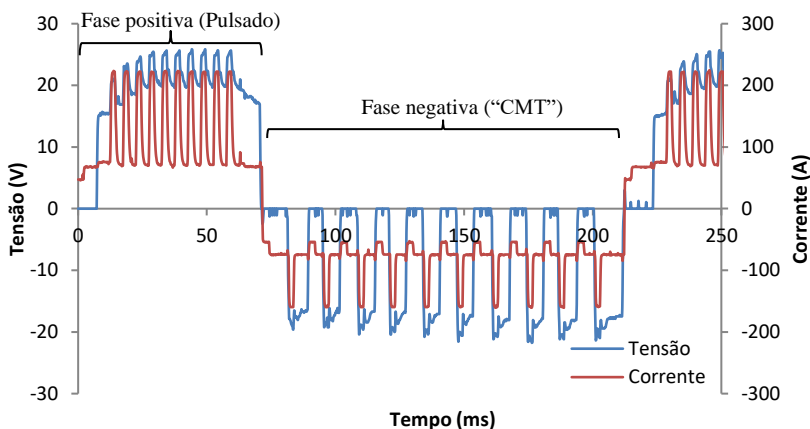 Fase positiva (Pulsado)
Fase negativa (“CMT”)
30
20
10
0
-10
-20
-30
Tensão (V)
0
50
100
150
200
250
Tempo (ms)
300
200
100
0
-100
-200
-300
Corrente (A)
Tensão
Corrente